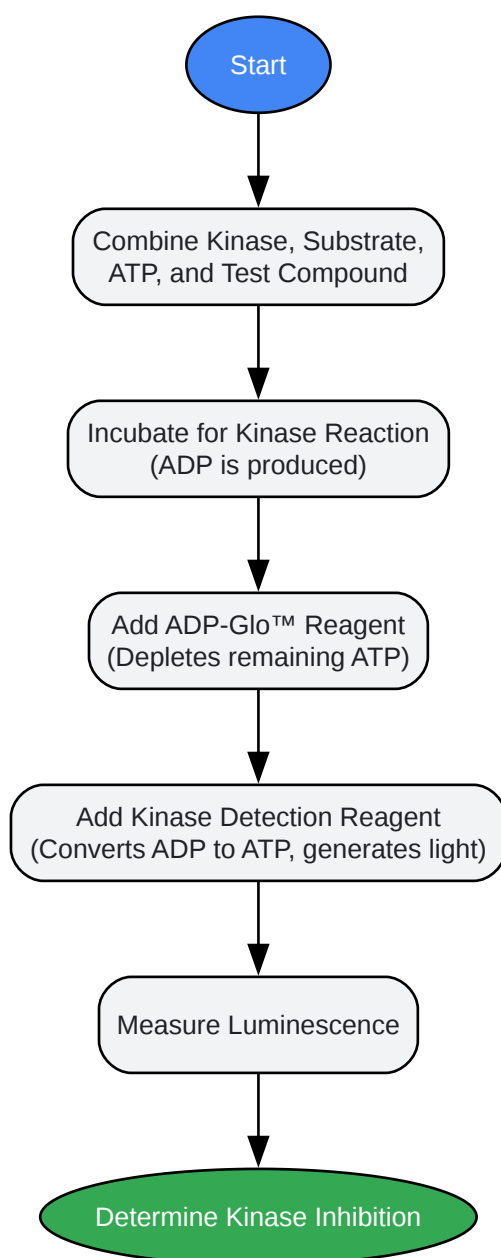 Start
Combine Kinase, Substrate,
ATP, and Test Compound
Incubate for Kinase Reaction
(ADP is produced)
Add ADP-Glo™ Reagent
(Depletes remaining ATP)
Add Kinase Detection Reagent
(Converts ADP to ATP, generates light)
Measure Luminescence
Determine Kinase Inhibition